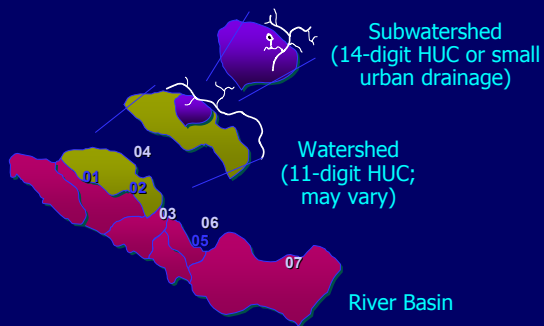 Subwatershed
(14-digit HUC or small
urban drainage)
Watershed
(11-digit HUC;
may vary)
04
01
02
03
06
05
07
River Basin